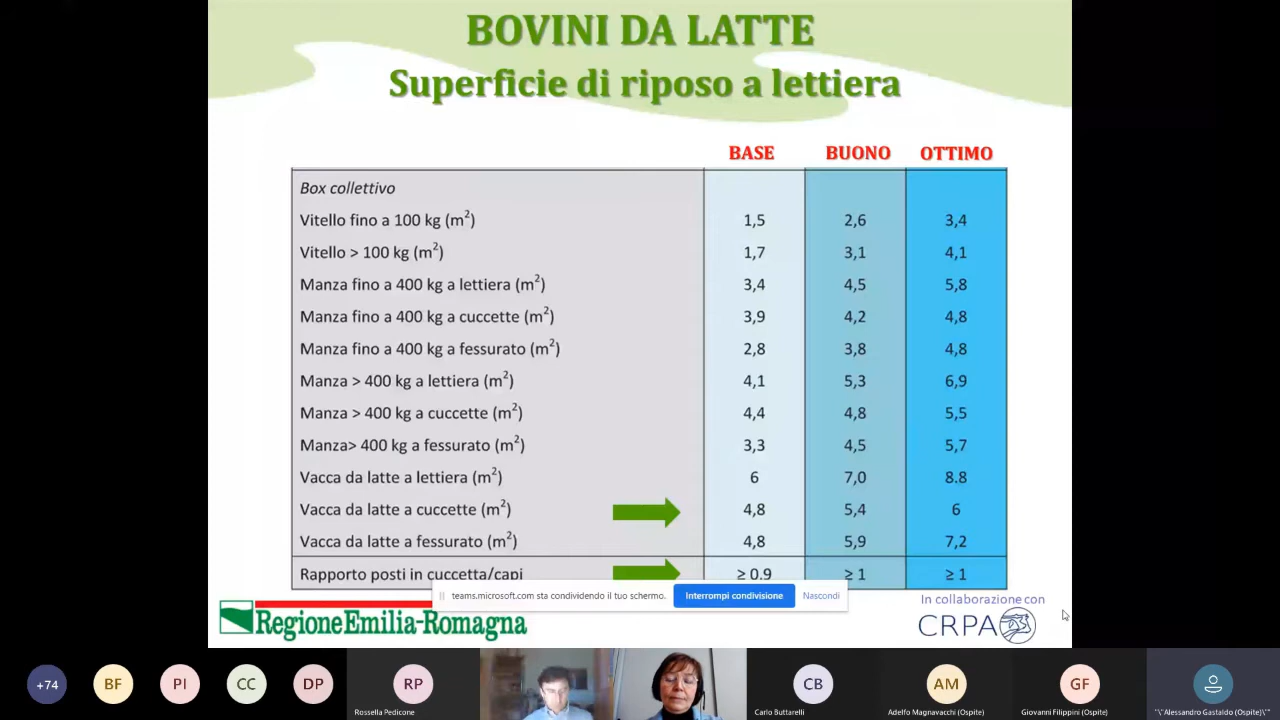 BOVINI DA LATTE
Superficie di riposo a lettiera
BASE BUONO OTTIMO
Box collettivo
Vitello fino a 100 kg (m²) 1,5 2,6 3,4
Vitello > 100 kg (m²) 1,7 3,1 4,1
Manza fino a 400 kg a lettiera (m²) 3,4 4,5 5,8
Manza fino a 400 kg a cuccette (m²) 3,9 4,2 4,8
Manza fino a 400 kg a fessurato (m²) 2,8 3,8 4,8
Manza > 400 kg a lettiera (m²) 4,1 5,3 6,9
Manza > 400 kg a cuccette (m²) 4,4 4,8 5,5
Manza> 400 kg a fessurato (m²) 3,3 4,5 5,7
Vacca da latte a lettiera (m²) 6 7,0 8.8
Vacca da latte a cuccette (m²) 4,8 5,4 6
Vacca da latte a fessurato (m²) 4,8 5,9 7,2
Rapporto posti in cuccetta/capi ≥ 0,9 ≥ 1 ≥ 1
teams.microsoft.com sta condividendo il tuo schermo. Interrompi condivisione Nascondi
In collaborazione con
RegioneEmilia-Romagna CRPA
+74 BF PI CC DP RP CB AM GF
Rossella Pedicone Carlo Buttarelli Adelfo Magnavacchi (Ospite) Giovanni Filippini (Ospite) "\"Alessandro Gastaldo (Ospite)\""